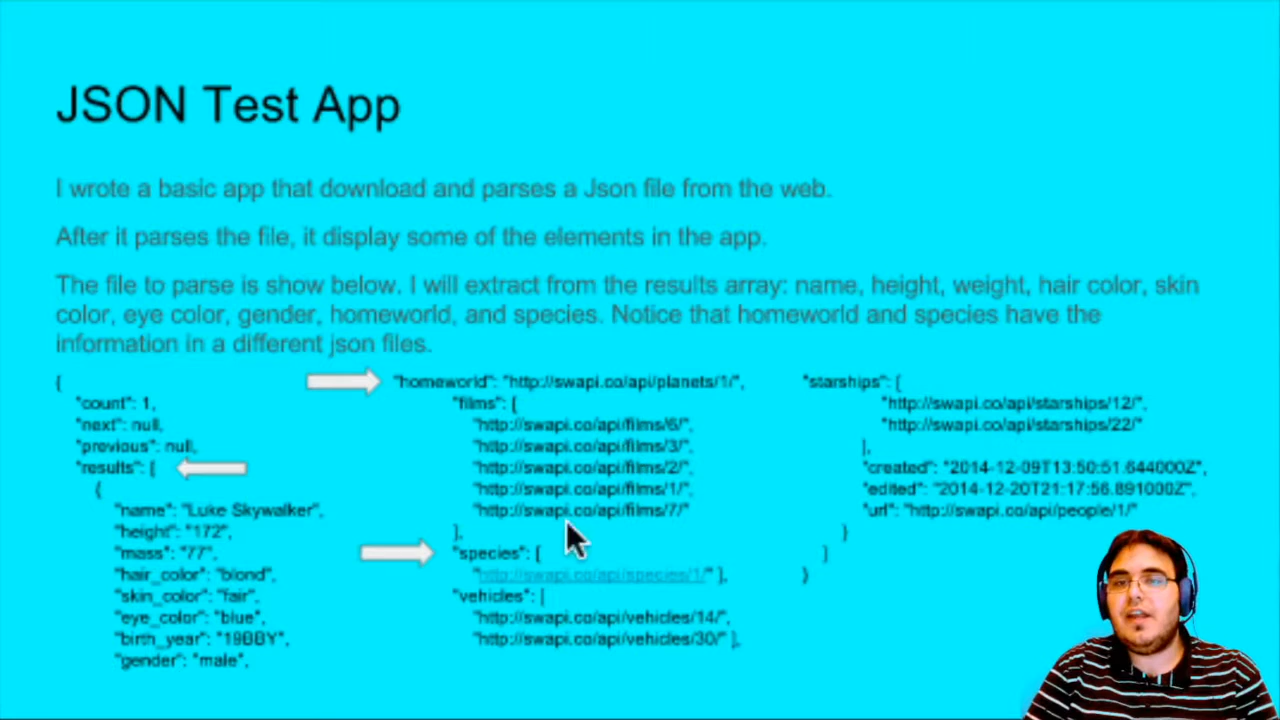 JSON Test App
I wrote a basic app that download and parses a Json file from the web.
After it parses the file, it display some of the elements in the app.
The file to parse is show below. I will extract from the results array: name, height, weight, hair color, skin
color, eye color, gender, homeworld, and species. Notice that homeworld and species have the
information in a different json files.
{
"count": 1,
"next": null,
"previous": null,
"results": [
{
"name": "Luke Skywalker",
"height": "172",
"mass": "77",
"hair_color": "blond",
"skin_color": "fair",
"eye_color": "blue",
"birth_year": "19BBY",
"gender": "male",
"homeworld": "http://swapi.co/api/planets/1/",
"films": [
"http://swapi.co/api/films/6/",
"http://swapi.co/api/films/3/",
"http://swapi.co/api/films/2/",
"http://swapi.co/api/films/1/",
"http://swapi.co/api/films/7/"
],
"species": [
"http://swapi.co/api/species/1/" ],
"vehicles": [
"http://swapi.co/api/vehicles/14/",
"http://swapi.co/api/vehicles/30/" ],
"starships": [
"http://swapi.co/api/starships/12/",
"http://swapi.co/api/starships/22/"
],
"created": "2014-12-09T13:50:51.644000Z",
"edited": "2014-12-20T21:17:56.891000Z",
"url": "http://swapi.co/api/people/1/"
}
]
}